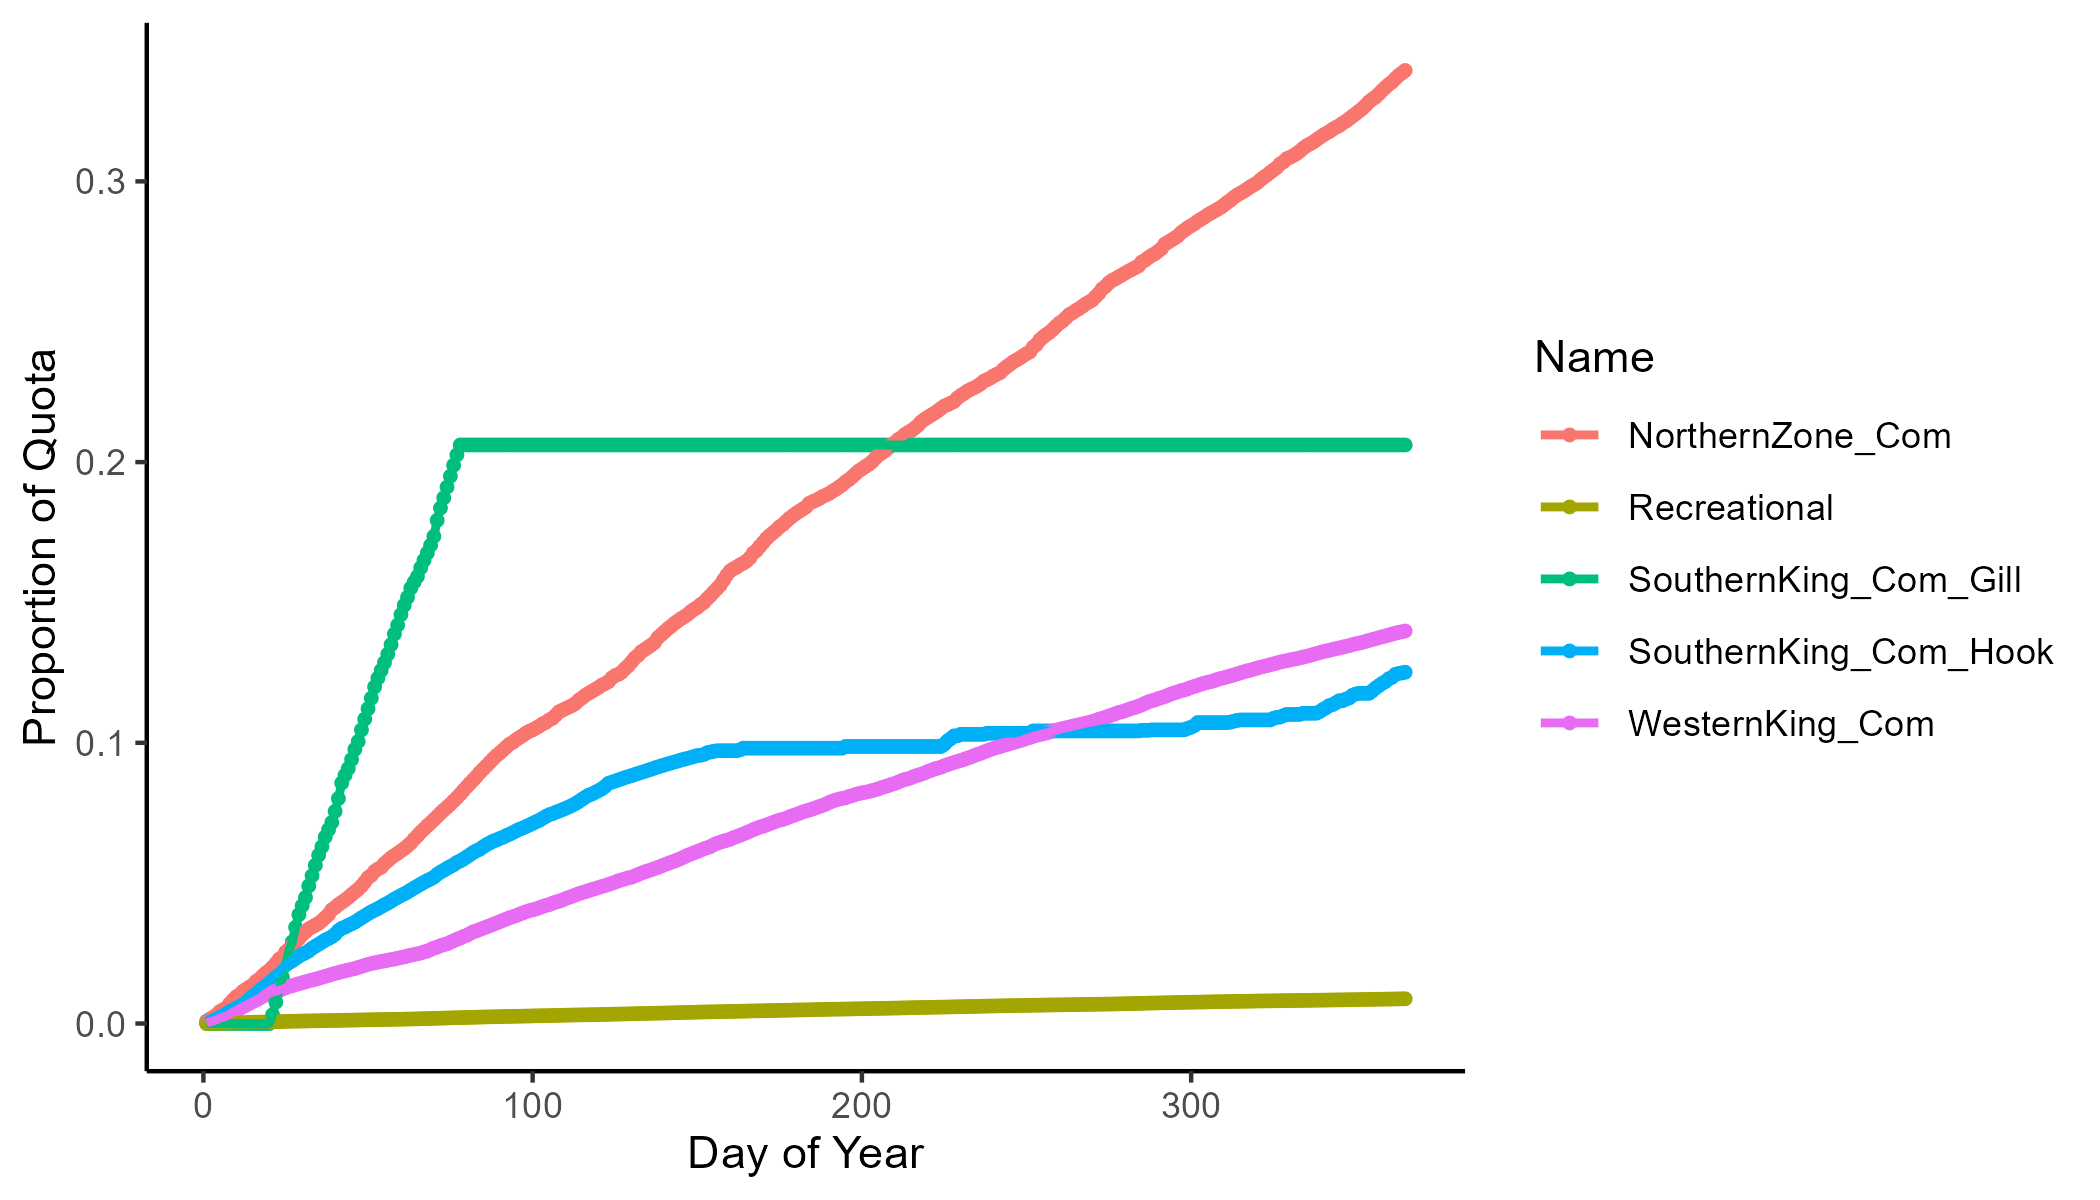 Proportion of Quota
0.3
0.2
0.1
0.0
0
100
200
300
Day of Year
Name
NorthernZone_Com
Recreational
SouthernKing_Com_Gill
SouthernKing_Com_Hook
WesternKing_Com